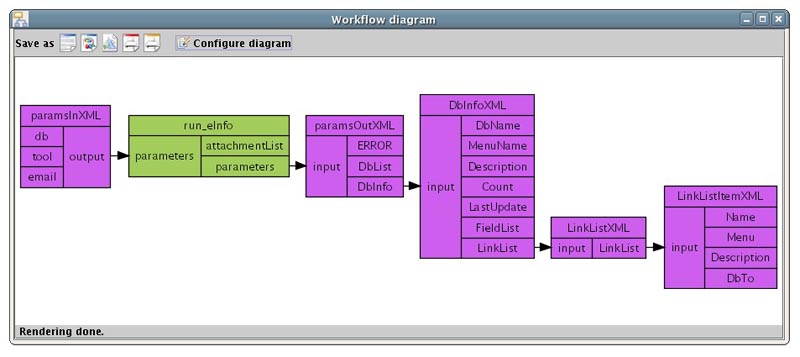 Workflow diagram
Save as
Configure diagram
paramsInXML
db
tool
email
output
run_eInfo
parameters
attachmentList
parameters
paramsOutXML
input
ERROR
DbList
DbInfo
DbInfoXML
input
DbName
MenuName
Description
Count
LastUpdate
FieldList
LinkList
LinkListXML
input
LinkList
LinkListItemXML
input
Name
Menu
Description
DbTo
Rendering done.